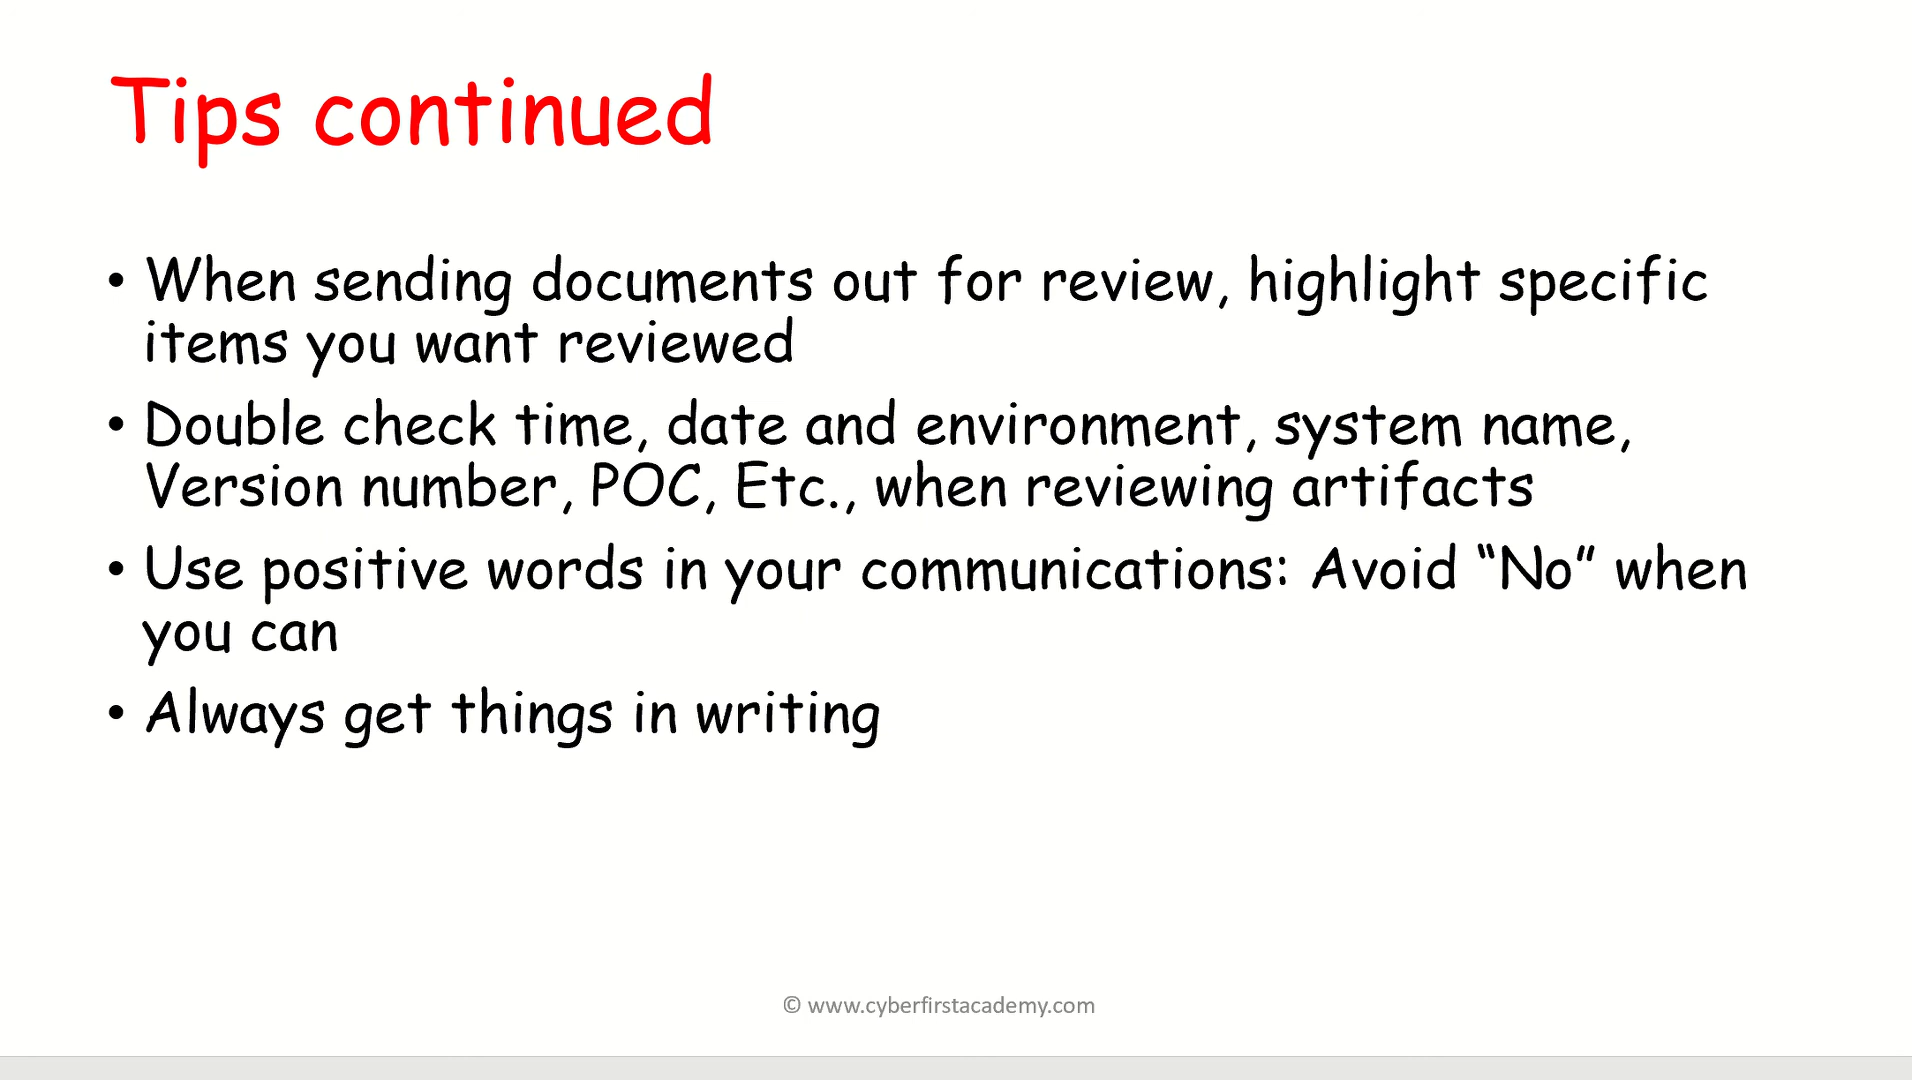 Tips continued
• When sending documents out for review, highlight specific
items you want reviewed
• Double check time, date and environment, system name,
Version number, POC, Etc., when reviewing artifacts
• Use positive words in your communications: Avoid “No” when
you can
• Always get things in writing
© www.cyberfirstacademy.com